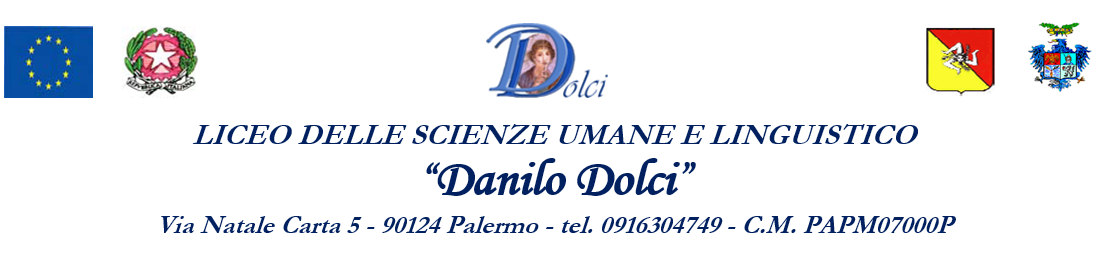 Dolci
LICEO DELLE SCIENZE UMANE E LINGUISTICO
“Danilo Dolci”
Via Natale Carta 5 - 90124 Palermo - tel. 0916304749 - C.M. PAPM07000P